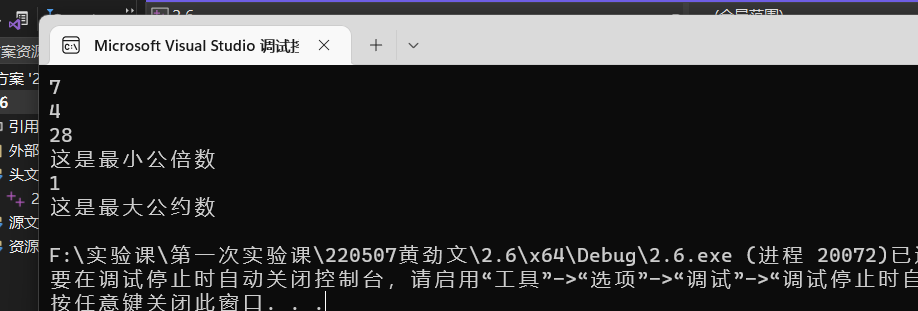 2.6
(全局范围)
Microsoft Visual Studio 调试控
案资源
方案 '2
6
引用
外部
头文
2
源文
资源
7
4
28
这是最小公倍数
1
这是最大公约数
F:\实验课\第一次实验课\220507黄劲文\2.6\x64\Debug\2.6.exe (进程 20072)已
要在调试停止时自动关闭控制台, 请启用“工具”->“选项”->“调试”->“调试停止时自
按任意键关闭此窗口. . .